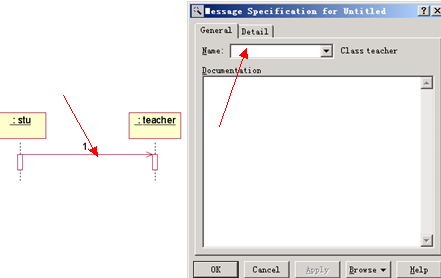 : stu
: teacher
1
Message Specification for Untitled
General
Detail
Name:
Class teacher
Documentation
OK
Cancel
Apply
Browse
Help